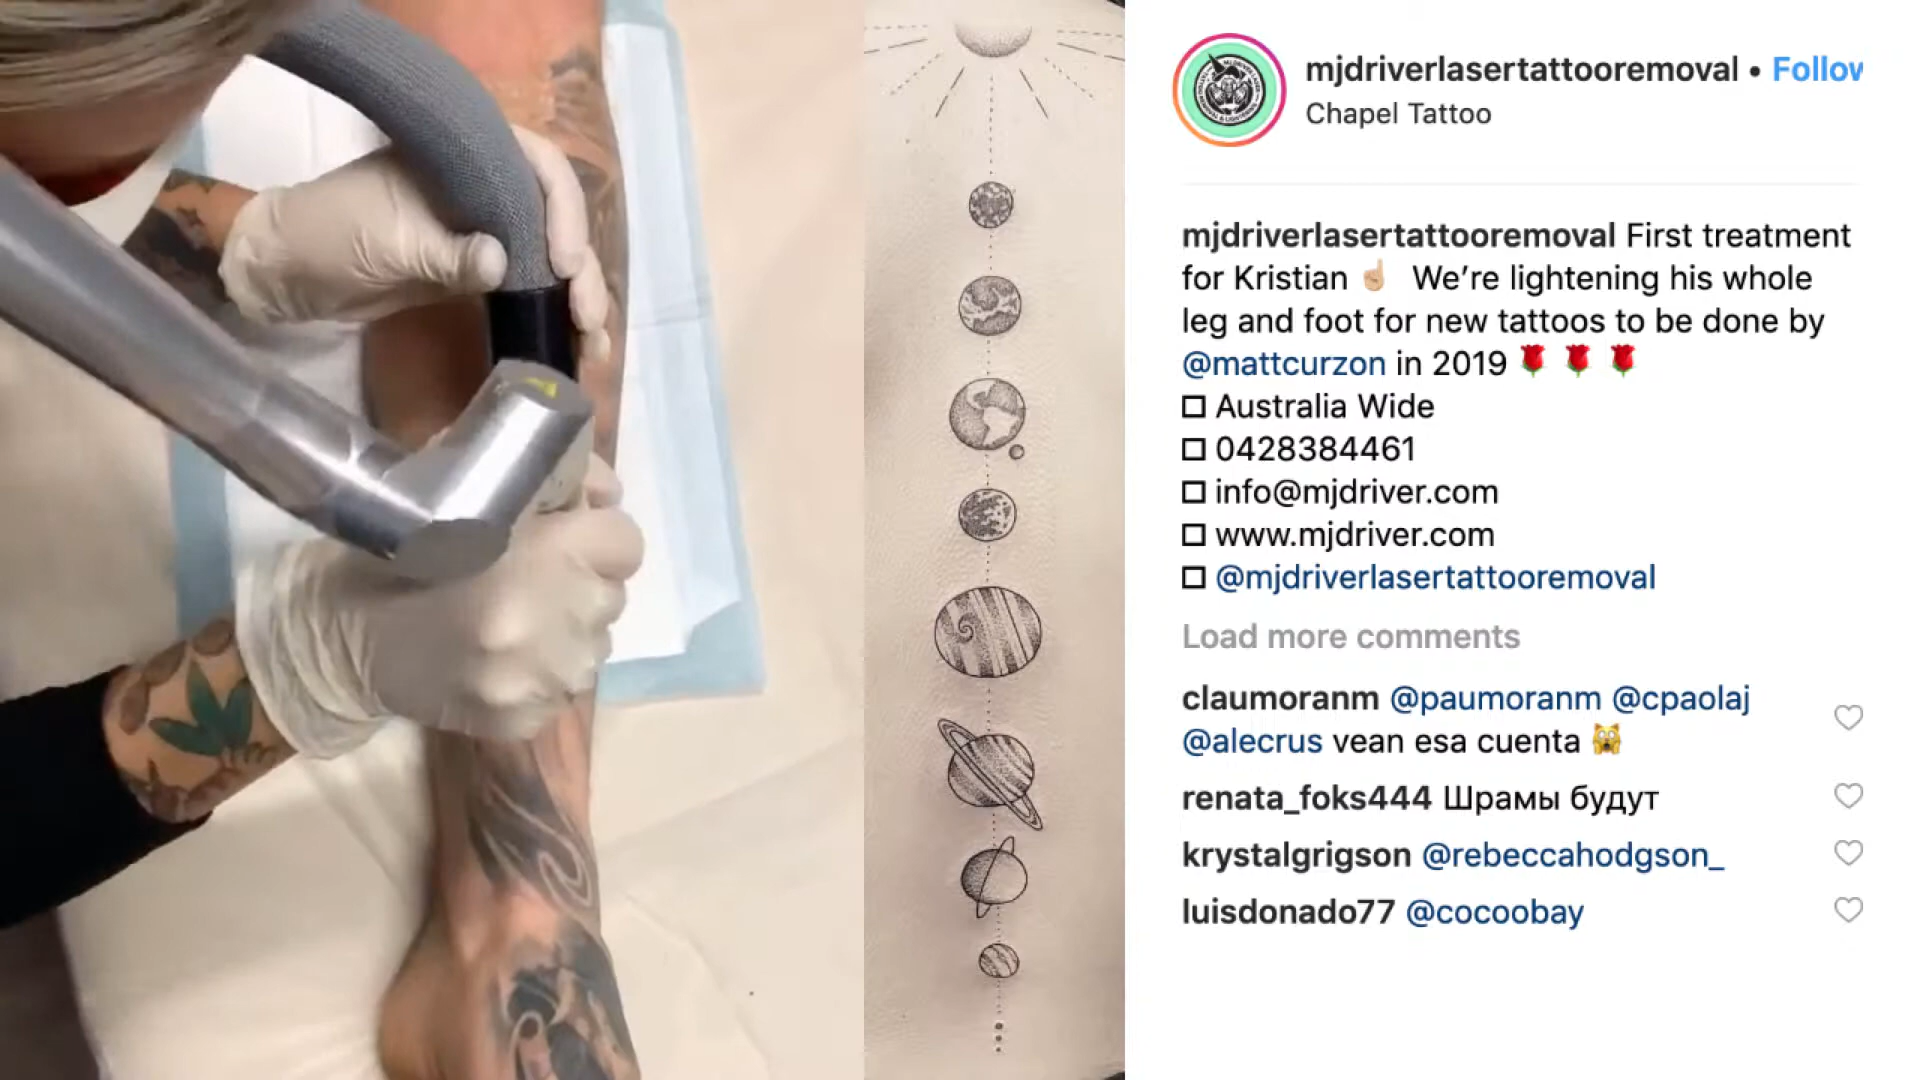 mjdriverlasertattooremoval • Follow
Chapel Tattoo
mjdriverlasertattooremoval First treatment
for Kristian ☝🏼 We’re lightening his whole
leg and foot for new tattoos to be done by
@mattcurzon in 2019 🌹 🌹 🌹
□ Australia Wide
□ 0428384461
□ info@mjdriver.com
□ www.mjdriver.com
□ @mjdriverlasertattooremoval
Load more comments
claumoranm @paumoranm @cpaolaj
@alecrus vean esa cuenta 🙀
renata_foks444 Шрамы будут
krystalgrigson @rebeccahodgson_
luisdonado77 @cocoobay